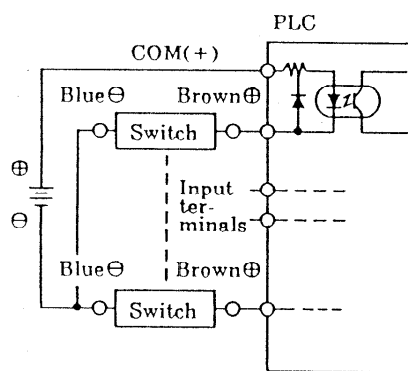 PLC
COM(+)
Blue⊖ Brown⊕
Switch
⊕
Input
ter-
minals
⊖
Blue⊖ Brown⊕
Switch